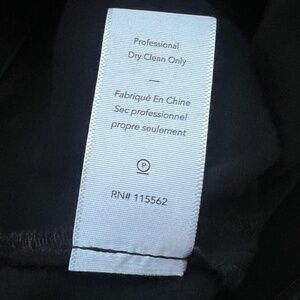 Professional
Dry Clean Only
—
Fabriqué En Chine
Sec professionnel
propre seulement
P
RN# 115562